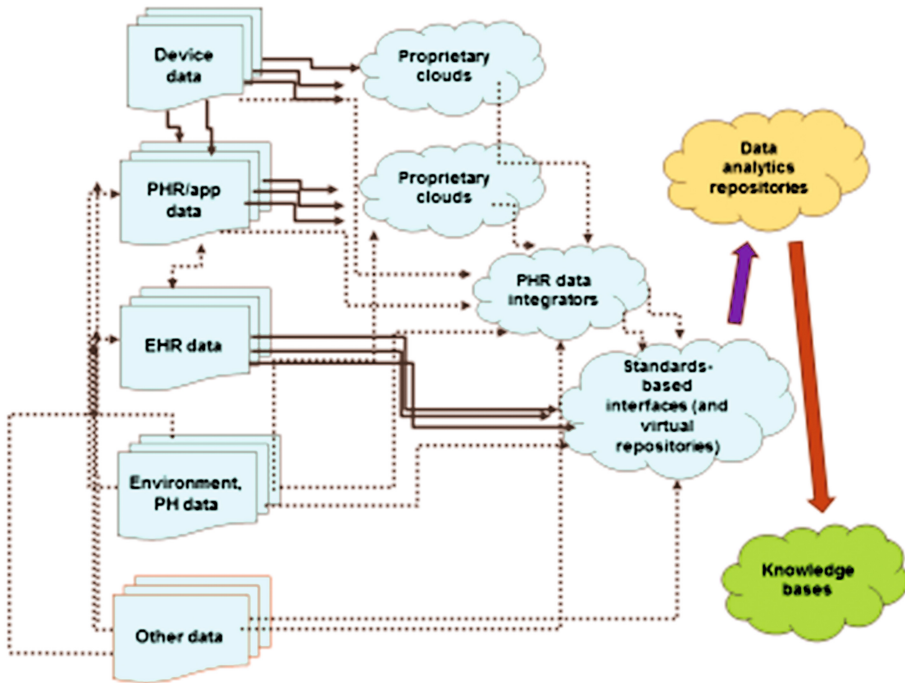 Device
data
Proprietary
clouds
PHR/app
data
Proprietary
clouds
Data
analytics
repositories
PHR data
integrators
EHR data
Standards-
based
interfaces (and
virtual
repositories)
Environment,
PH data
Knowledge
bases
Other data